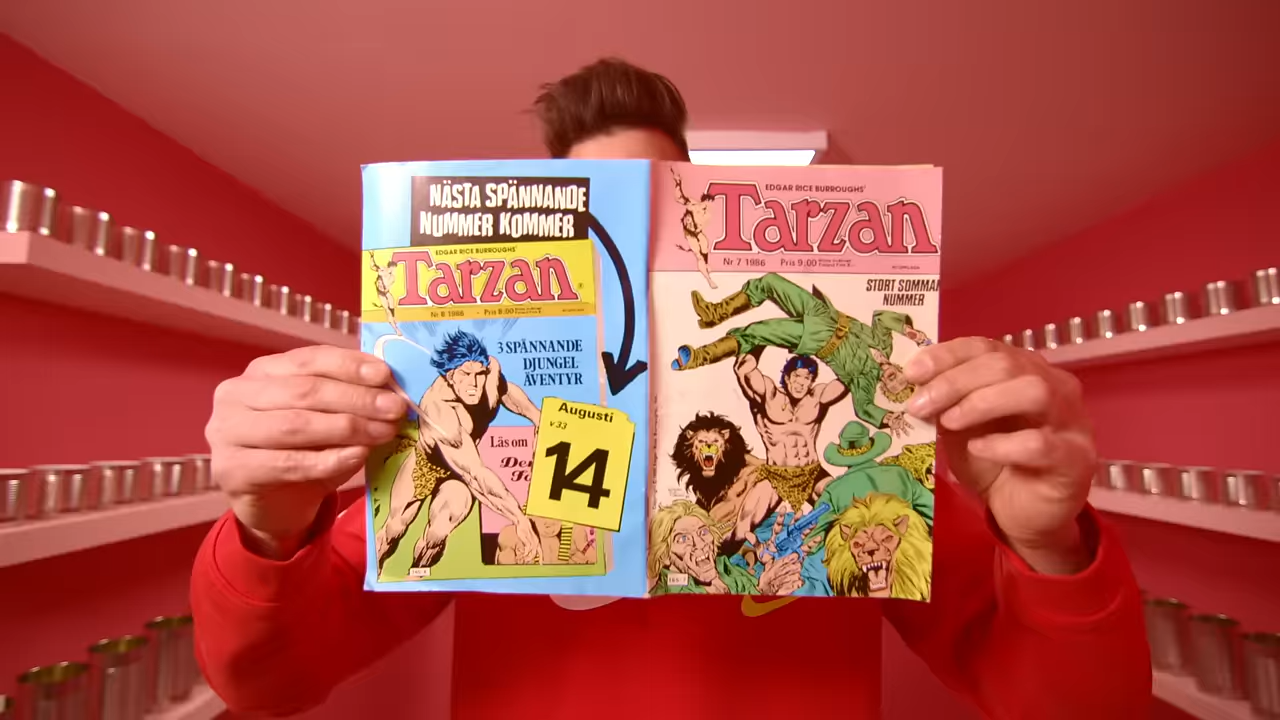 NÄSTA SPÄNNANDE
NUMMER KOMMER
EDGAR RICE BURROUGHS'
Tarzan
Nr 8 1986 - Pris 8:00
3 SPÄNNANDE
DJUNGEL-
ÄVENTYR
Läs om
Augusti
v 33
14
EDGAR RICE BURROUGHS'
Tarzan
Nr 7 1986 Pris 9:00
STORT SOMMAR
NUMMER